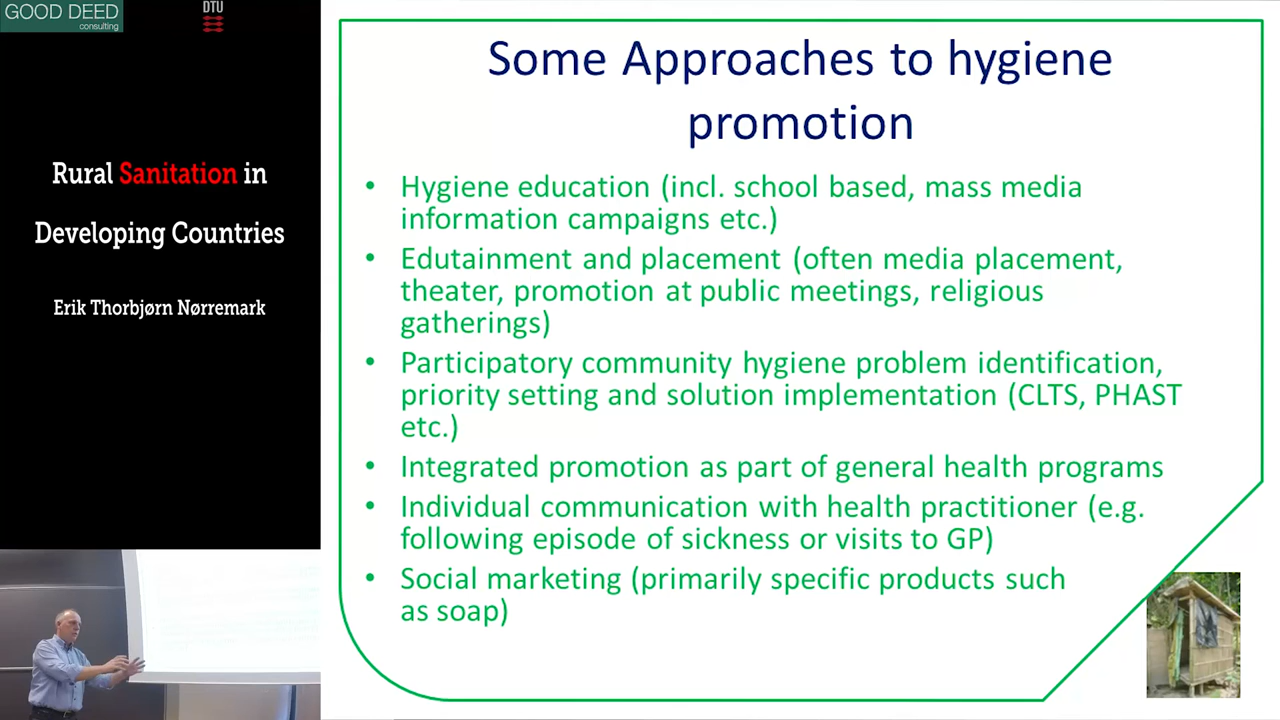 GOOD DEED
consulting
DTU
Rural Sanitation in
Developing Countries
Erik Thorbjørn Nørremark
Some Approaches to hygiene
promotion
• Hygiene education (incl. school based, mass media
information campaigns etc.)
• Edutainment and placement (often media placement,
theater, promotion at public meetings, religious
gatherings)
• Participatory community hygiene problem identification,
priority setting and solution implementation (CLTS, PHAST
etc.)
• Integrated promotion as part of general health programs
• Individual communication with health practitioner (e.g.
following episode of sickness or visits to GP)
• Social marketing (primarily specific products such
as soap)